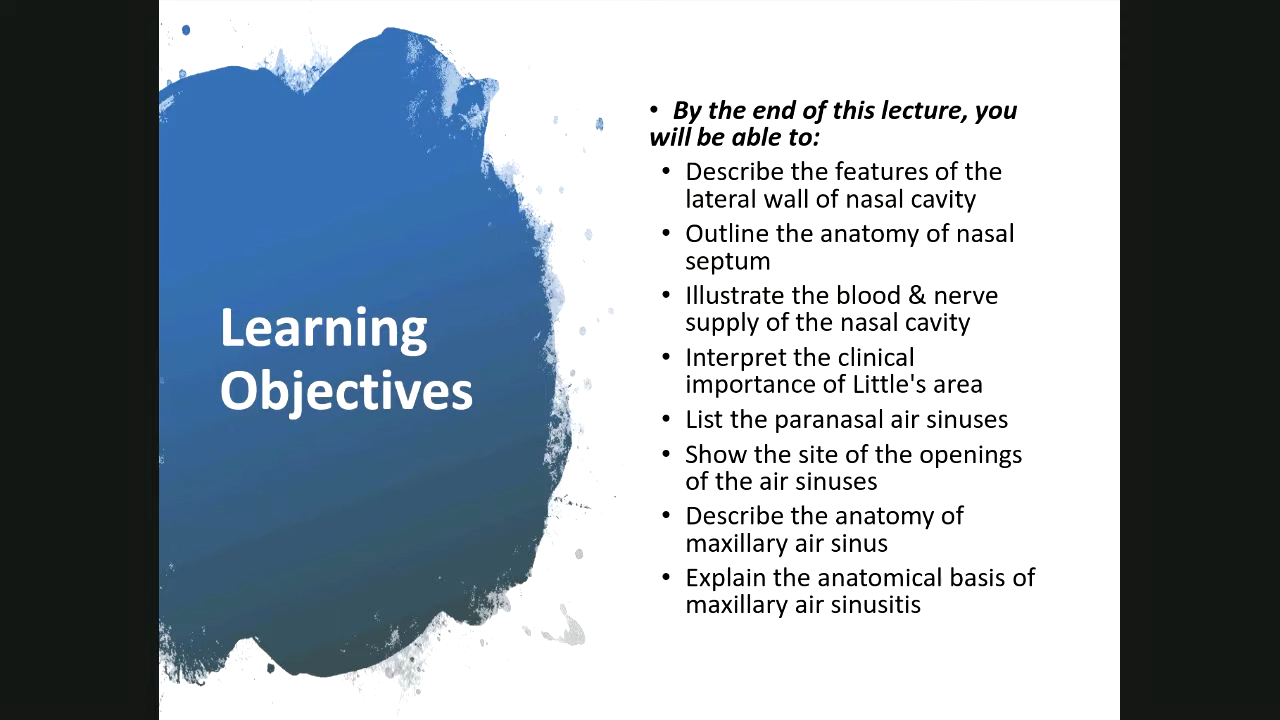 Learning
Objectives
• By the end of this lecture, you
will be able to:
• Describe the features of the
lateral wall of nasal cavity
• Outline the anatomy of nasal
septum
• Illustrate the blood & nerve
supply of the nasal cavity
• Interpret the clinical
importance of Little's area
• List the paranasal air sinuses
• Show the site of the openings
of the air sinuses
• Describe the anatomy of
maxillary air sinus
• Explain the anatomical basis of
maxillary air sinusitis